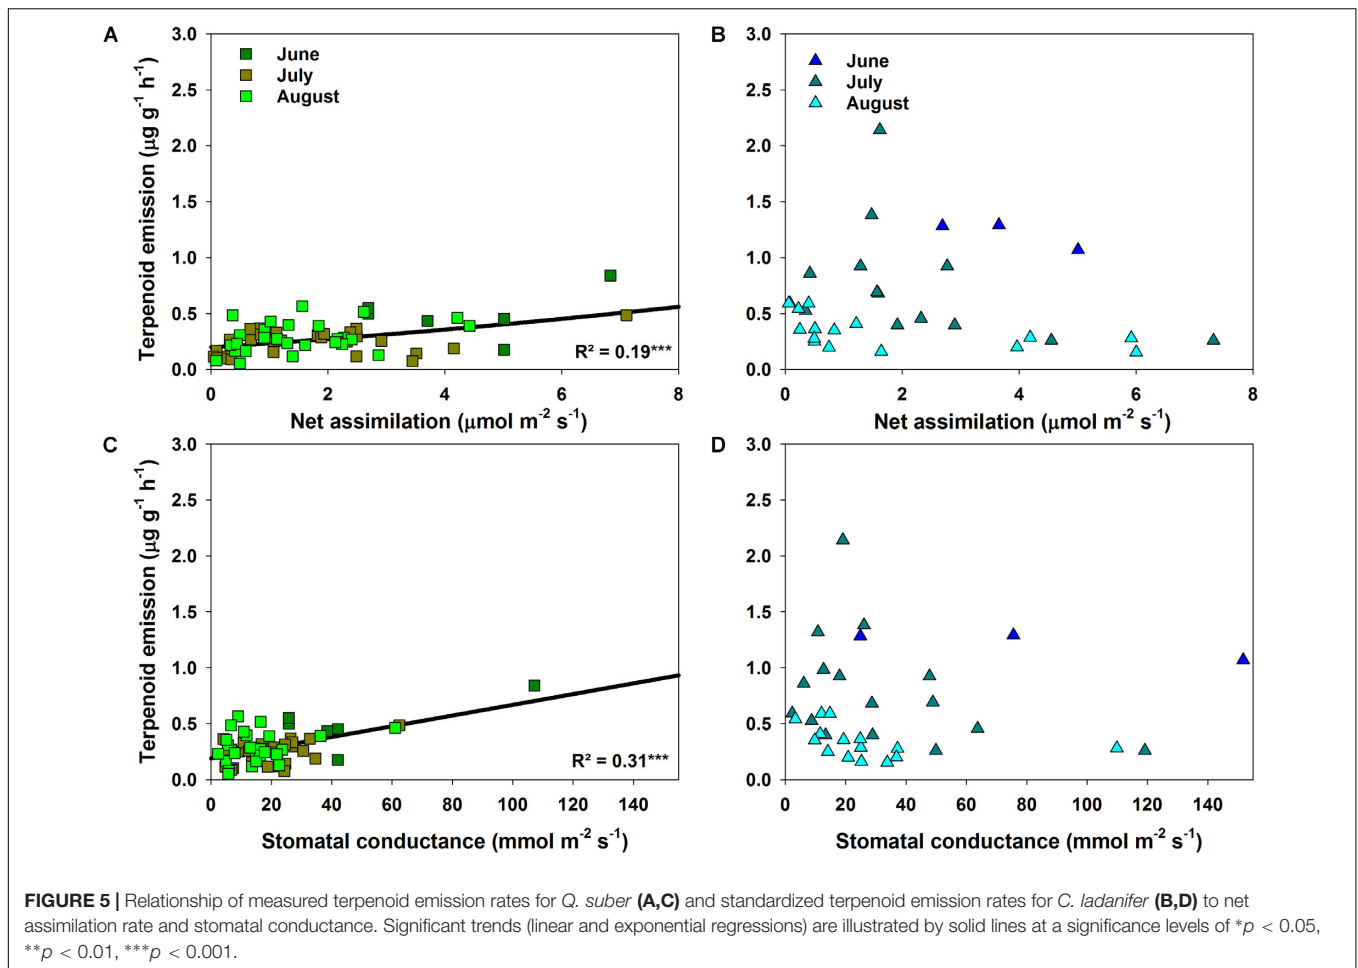 A
3.0
2.5
2.0
1.5
1.0
0.5
0.0
Terpenoid emission (μg g⁻¹ h⁻¹)
June
July
August
R² = 0.19***
2 4 6 8
Net assimilation (μmol m⁻² s⁻¹)
B
3.0
2.5
2.0
1.5
1.0
0.5
0.0
June
July
August
0 2 4 6 8
Net assimilation (μmol m⁻² s⁻¹)
C
3.0
2.5
2.0
1.5
1.0
0.5
0.0
Terpenoid emission (μg g⁻¹ h⁻¹)
R² = 0.31***
0 20 40 60 80 100 120 140
Stomatal conductance (mmol m⁻² s⁻¹)
D
3.0
2.5
2.0
1.5
1.0
0.5
0.0
0 20 40 60 80 100 120 140
Stomatal conductance (mmol m⁻² s⁻¹)
FIGURE 5 | Relationship of measured terpenoid emission rates for Q. suber (A,C) and standardized terpenoid emission rates for C. ladanifer (B,D) to net
assimilation rate and stomatal conductance. Significant trends (linear and exponential regressions) are illustrated by solid lines at a significance levels of *p < 0.05,
**p < 0.01, ***p < 0.001.